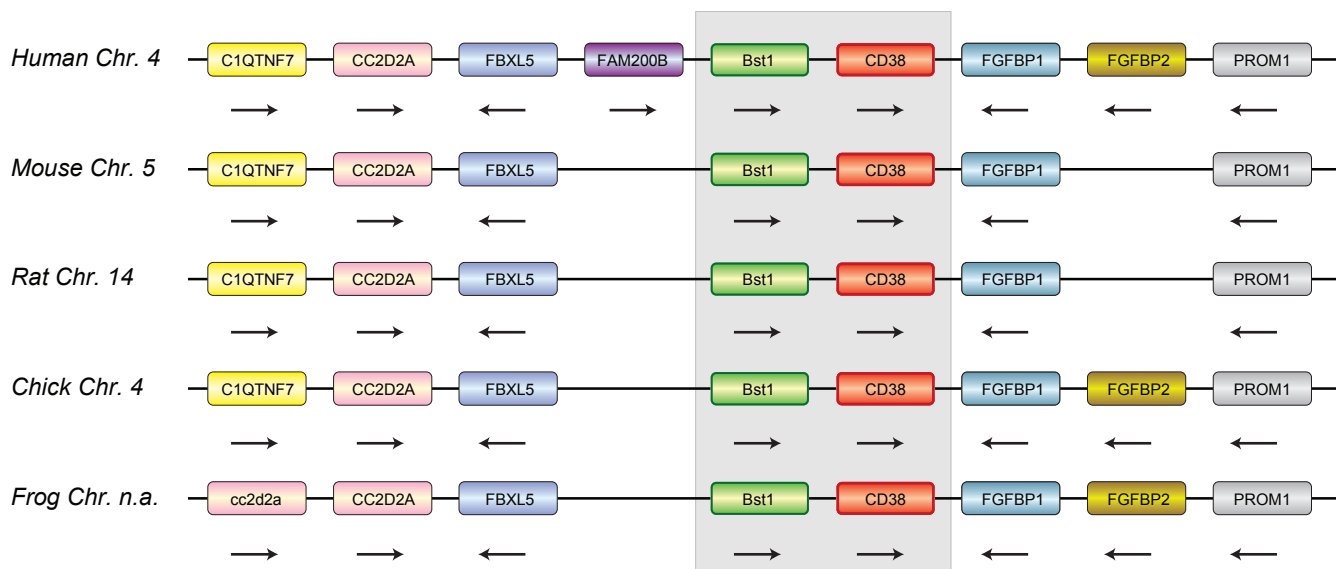 Human Chr. 4 C1QTNF7 CC2D2A FBXL5 FAM200B Bst1 CD38 FGFBP1 FGFBP2 PROM1
Mouse Chr. 5 C1QTNF7 CC2D2A FBXL5 Bst1 CD38 FGFBP1 PROM1
Rat Chr. 14 C1QTNF7 CC2D2A FBXL5 Bst1 CD38 FGFBP1 PROM1
Chick Chr. 4 C1QTNF7 CC2D2A FBXL5 Bst1 CD38 FGFBP1 FGFBP2 PROM1
Frog Chr. n.a. cc2d2a CC2D2A FBXL5 Bst1 CD38 FGFBP1 FGFBP2 PROM1